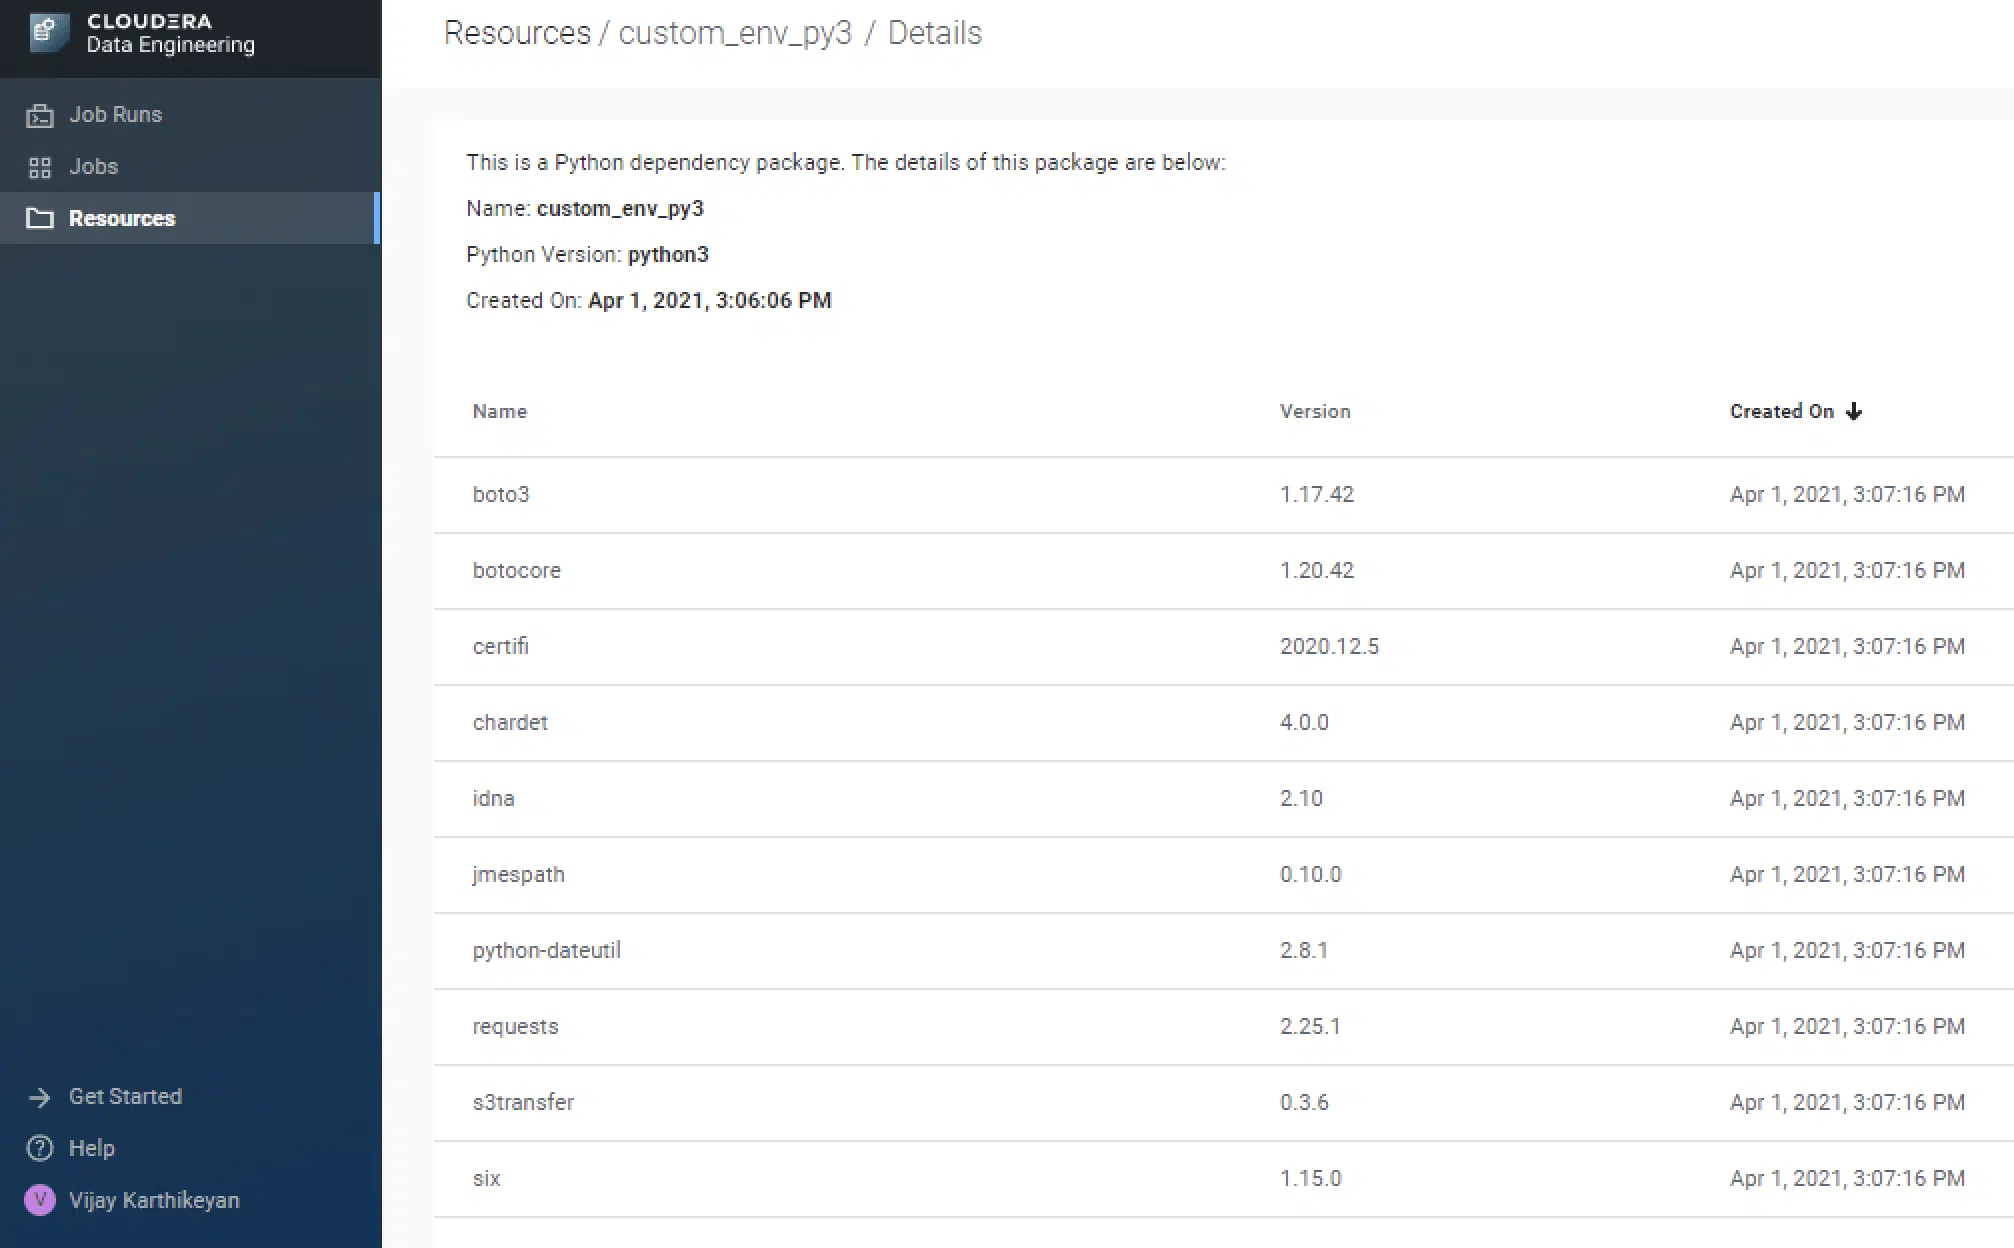 CLOUDERA
Data Engineering
Job Runs
Jobs
Resources
Get Started
Help
V Vijay Karthikeyan
Resources / custom_env_py3 / Details
This is a Python dependency package. The details of this package are below:
Name: custom_env_py3
Python Version: python3
Created On: Apr 1, 2021, 3:06:06 PM
Name Version Created On
boto3 1.17.42 Apr 1, 2021, 3:07:16 PM
botocore 1.20.42 Apr 1, 2021, 3:07:16 PM
certifi 2020.12.5 Apr 1, 2021, 3:07:16 PM
chardet 4.0.0 Apr 1, 2021, 3:07:16 PM
idna 2.10 Apr 1, 2021, 3:07:16 PM
jmespath 0.10.0 Apr 1, 2021, 3:07:16 PM
python-dateutil 2.8.1 Apr 1, 2021, 3:07:16 PM
requests 2.25.1 Apr 1, 2021, 3:07:16 PM
s3transfer 0.3.6 Apr 1, 2021, 3:07:16 PM
six 1.15.0 Apr 1, 2021, 3:07:16 PM